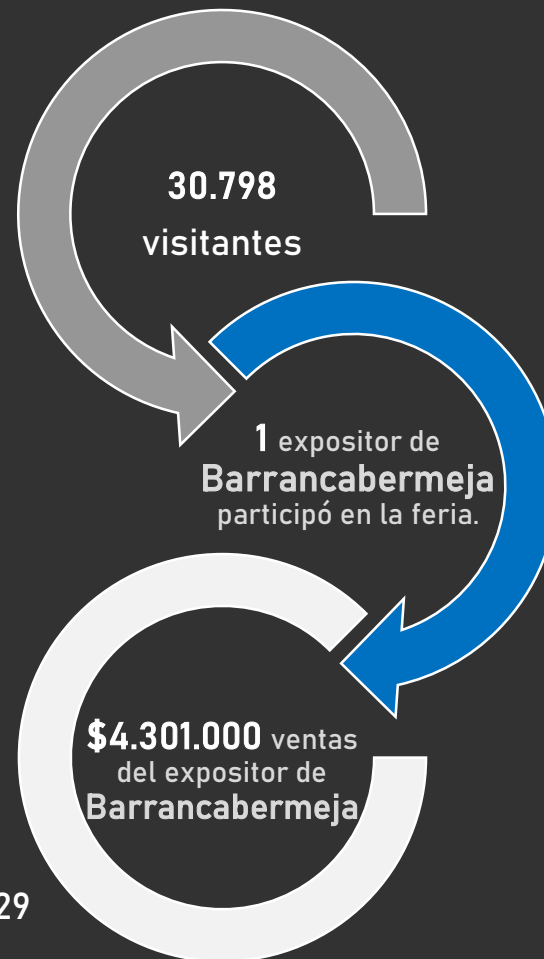 30.798
visitantes
1 expositor de
Barrancabermeja
participó en la feria.
$4.301.000 ventas
del expositor de
Barrancabermeja
29